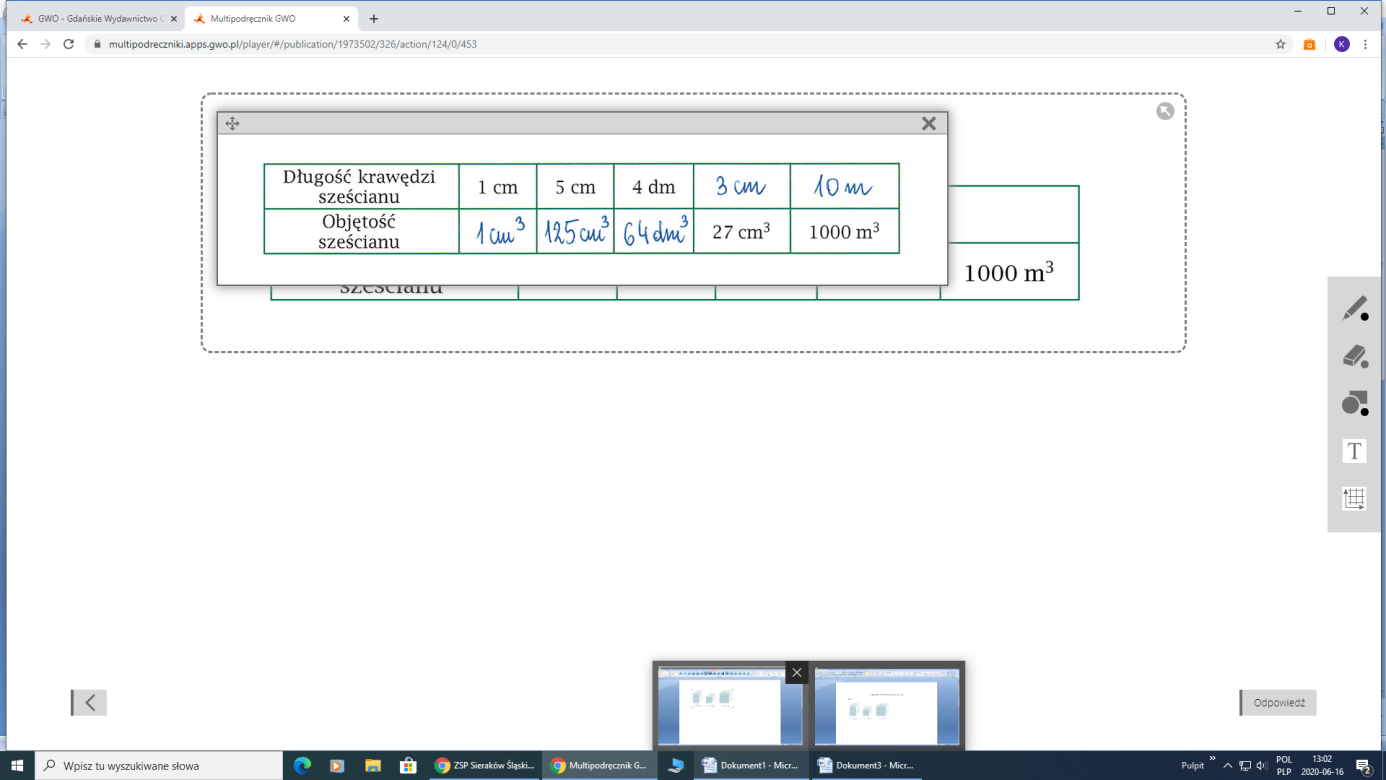 GWO - Gdańskie Wydawnictwo
Multipodręcznik GWO
multipodreczniki.apps.gwo.pl/player/#/publication/1973502/326/action/124/0/453
K
Długość krawędzi
sześcianu
1 cm
5 cm
4 dm
3 cm
10 m
Objętość
sześcianu
1 cm³
125 cm³
64 dm³
27 cm³
1000 m³
sześcianu
1000 m³
T
Odpowiedź
Wpisz tu wyszukiwane słowa
ZSP Sieraków Śląski...
Multipodręcznik G...
Dokument1 - Micr...
Dokument3 - Micr...
Pulpit
POL
PLP
13:02
2020-06-16
2